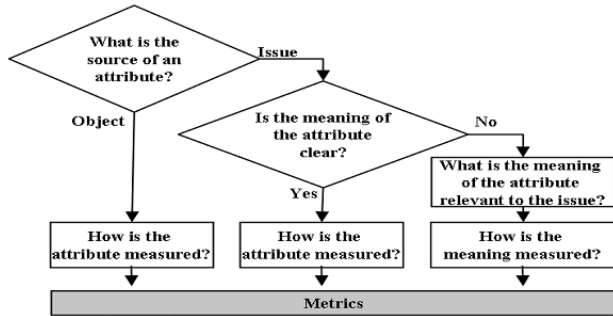 What is the
source of an
attribute?
Issue
Object
Is the meaning of
the attribute
clear?
No
Yes
What is the meaning
of the attribute
relevant to the issue?
How is the
attribute measured?
How is the
attribute measured?
How is the
meaning measured?
Metrics